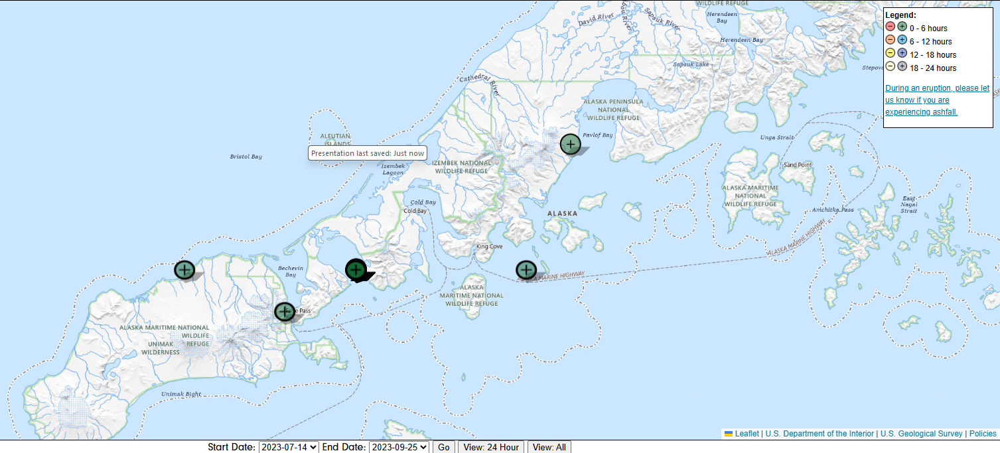 WILDLIFE REFUGE
David River
Sapsuk River
Herendeen
Bay
Herendeen Bay
Sapsuk Lake
Cathedral River
ALASKA PENINSULA
NATIONAL
WILDLIFE REFUGE
Pavlof Bay
ALEUTIAN
ISLANDS
Presentation last saved: Just now
Bristol Bay
Izembek
Lagoon
IZEMBEK NATIONAL
WILDLIFE REFUGE
Unga Strait
Sand Point
ALASKA MARITIME
NATIONAL
WILDLIFE REFUGE
Amchitka Pass
East
Nagai
Strait
Cold Bay
Cold Bay
ALASKA
King Cove
ALASKA MARINE HIGHWAY
ALASKA MARINE HIGHWAY
Bechevin
Bay
ALASKA
MARITIME NATIONAL
WILDLIFE REFUGE
Pass
ALASKA MARITIME NATIONAL
WILDLIFE
REFUGE
UNIMAK
WILDERNESS
Unimak Bight
Legend:
0 - 6 hours
6 - 12 hours
12 - 18 hours
18 - 24 hours
During an eruption, please let
us know if you are
experiencing ashfall.
Leaflet | U.S. Department of the Interior | U.S. Geological Survey | Policies
Start Date: 2023-07-14 End Date: 2023-09-25 Go View: 24 Hour View: All